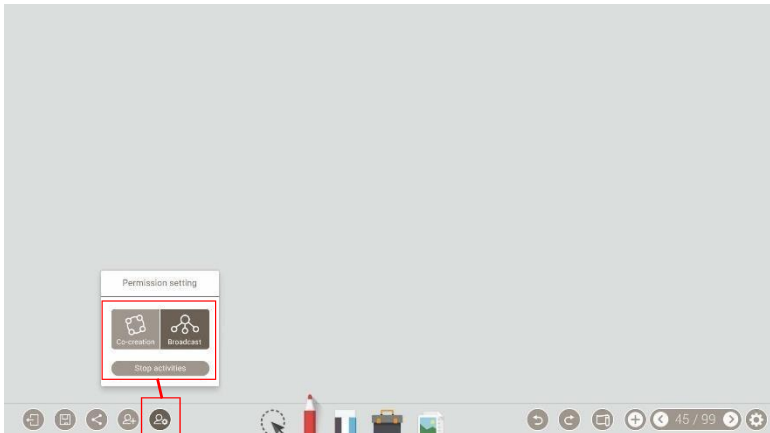 Permission setting
Co-creation Broadcast
Stop activities
45 / 99